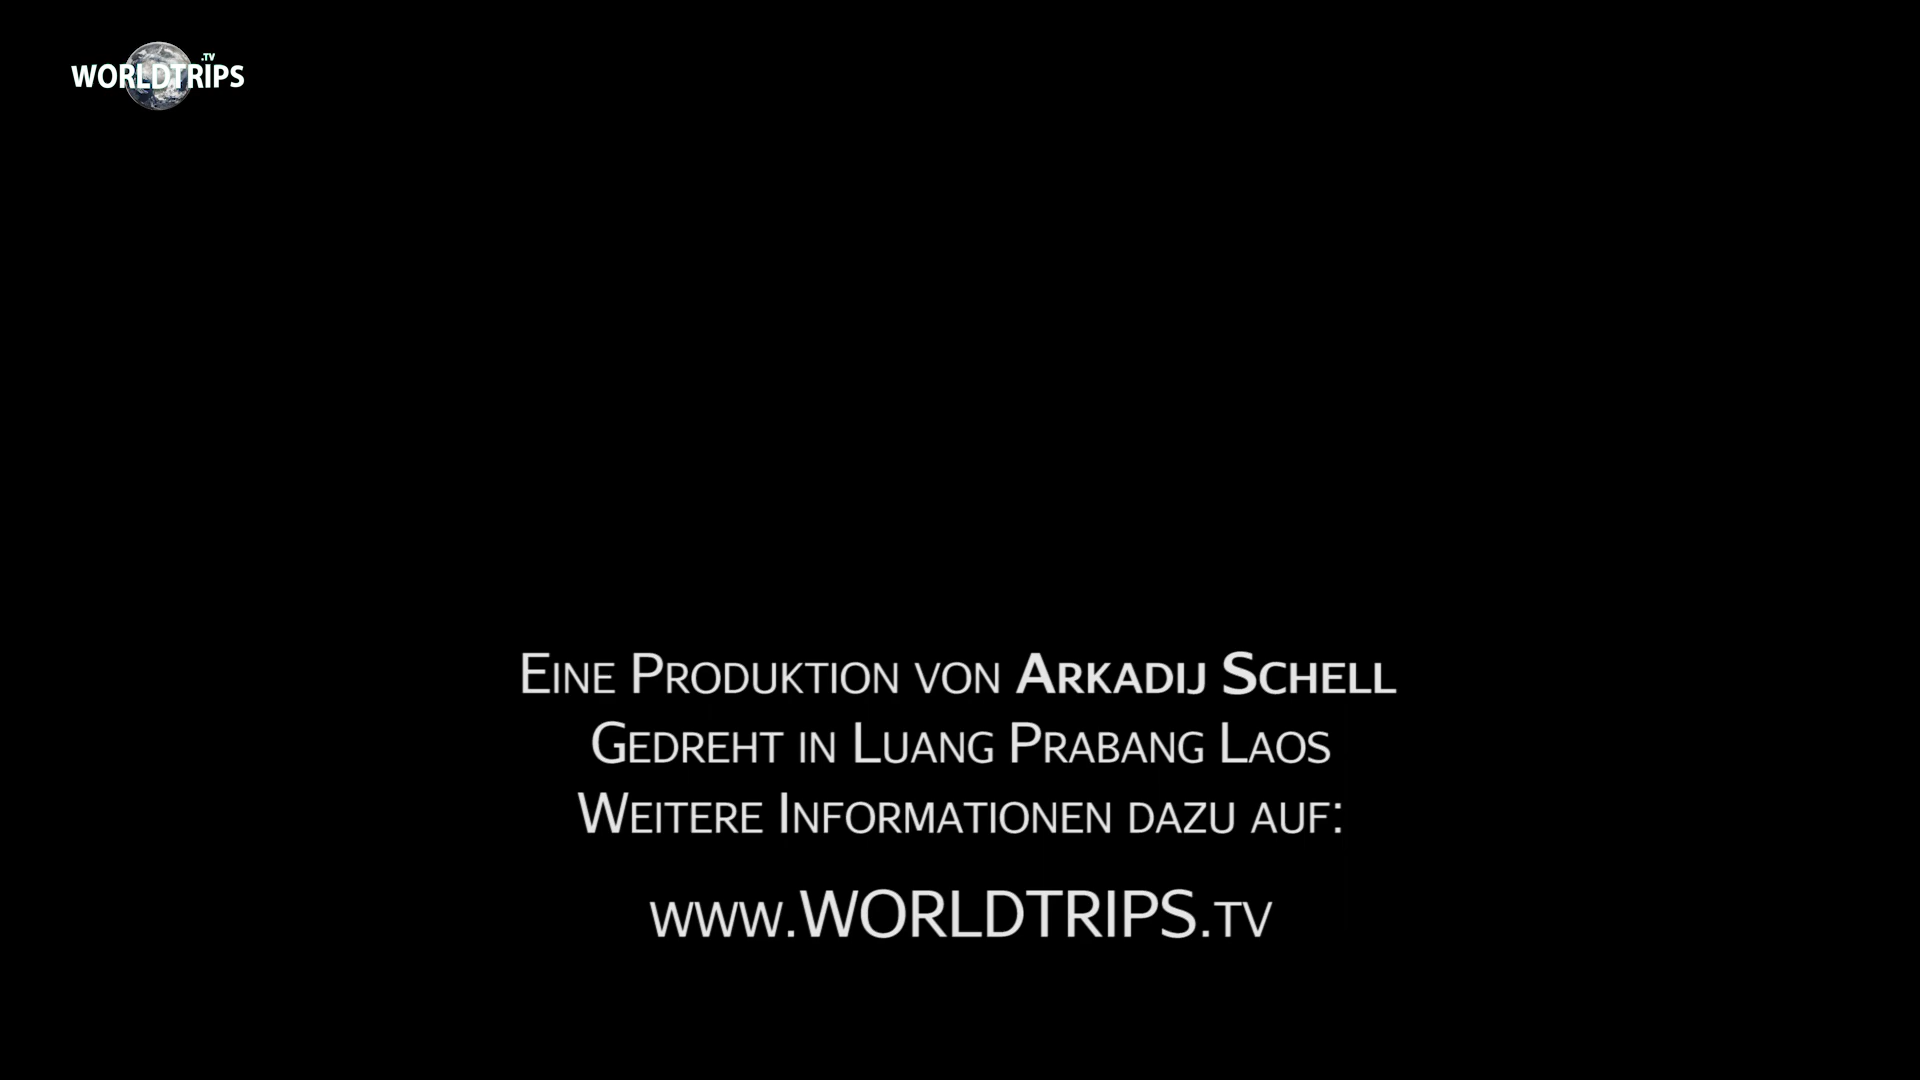 WORLDTRIPS.TV
Eine Produktion von Arkadij Schell
Gedreht in Luang Prabang Laos
Weitere Informationen dazu auf:
www.WORLDTRIPS.tv